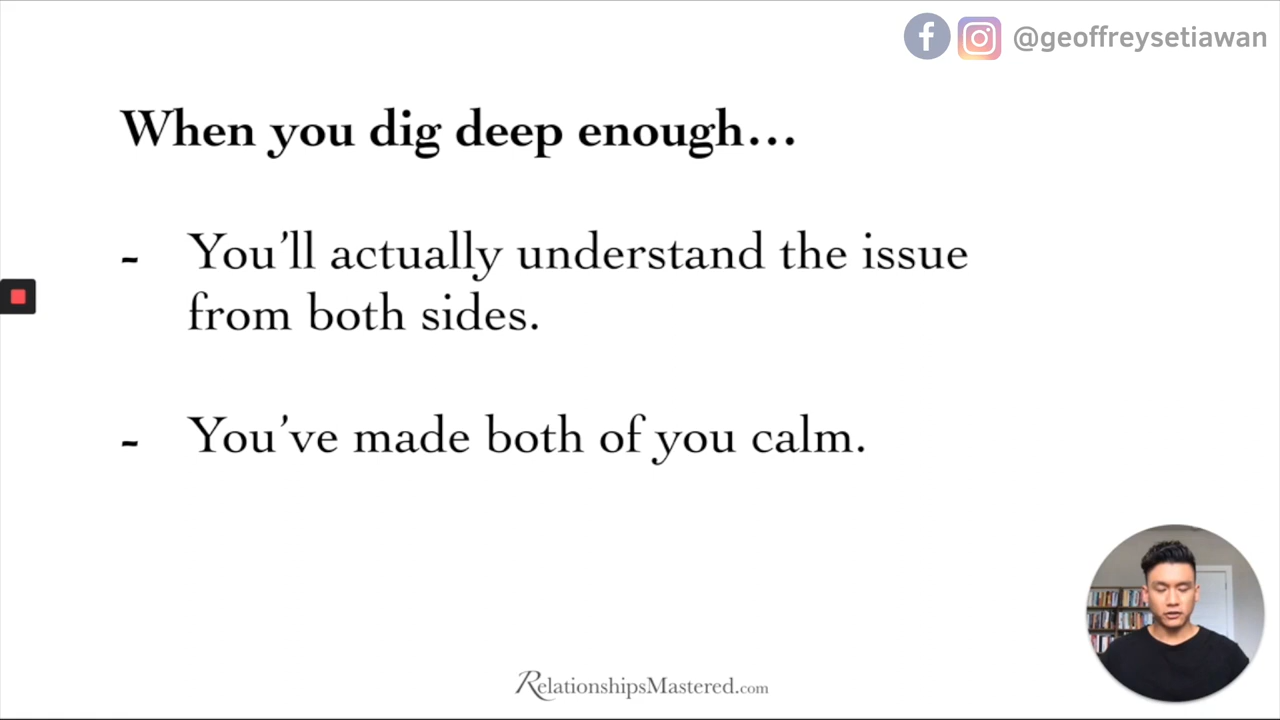 @geoffreysetiawan
When you dig deep enough...
- You’ll actually understand the issue
from both sides.
- You’ve made both of you calm.
RelationshipsMastered.com